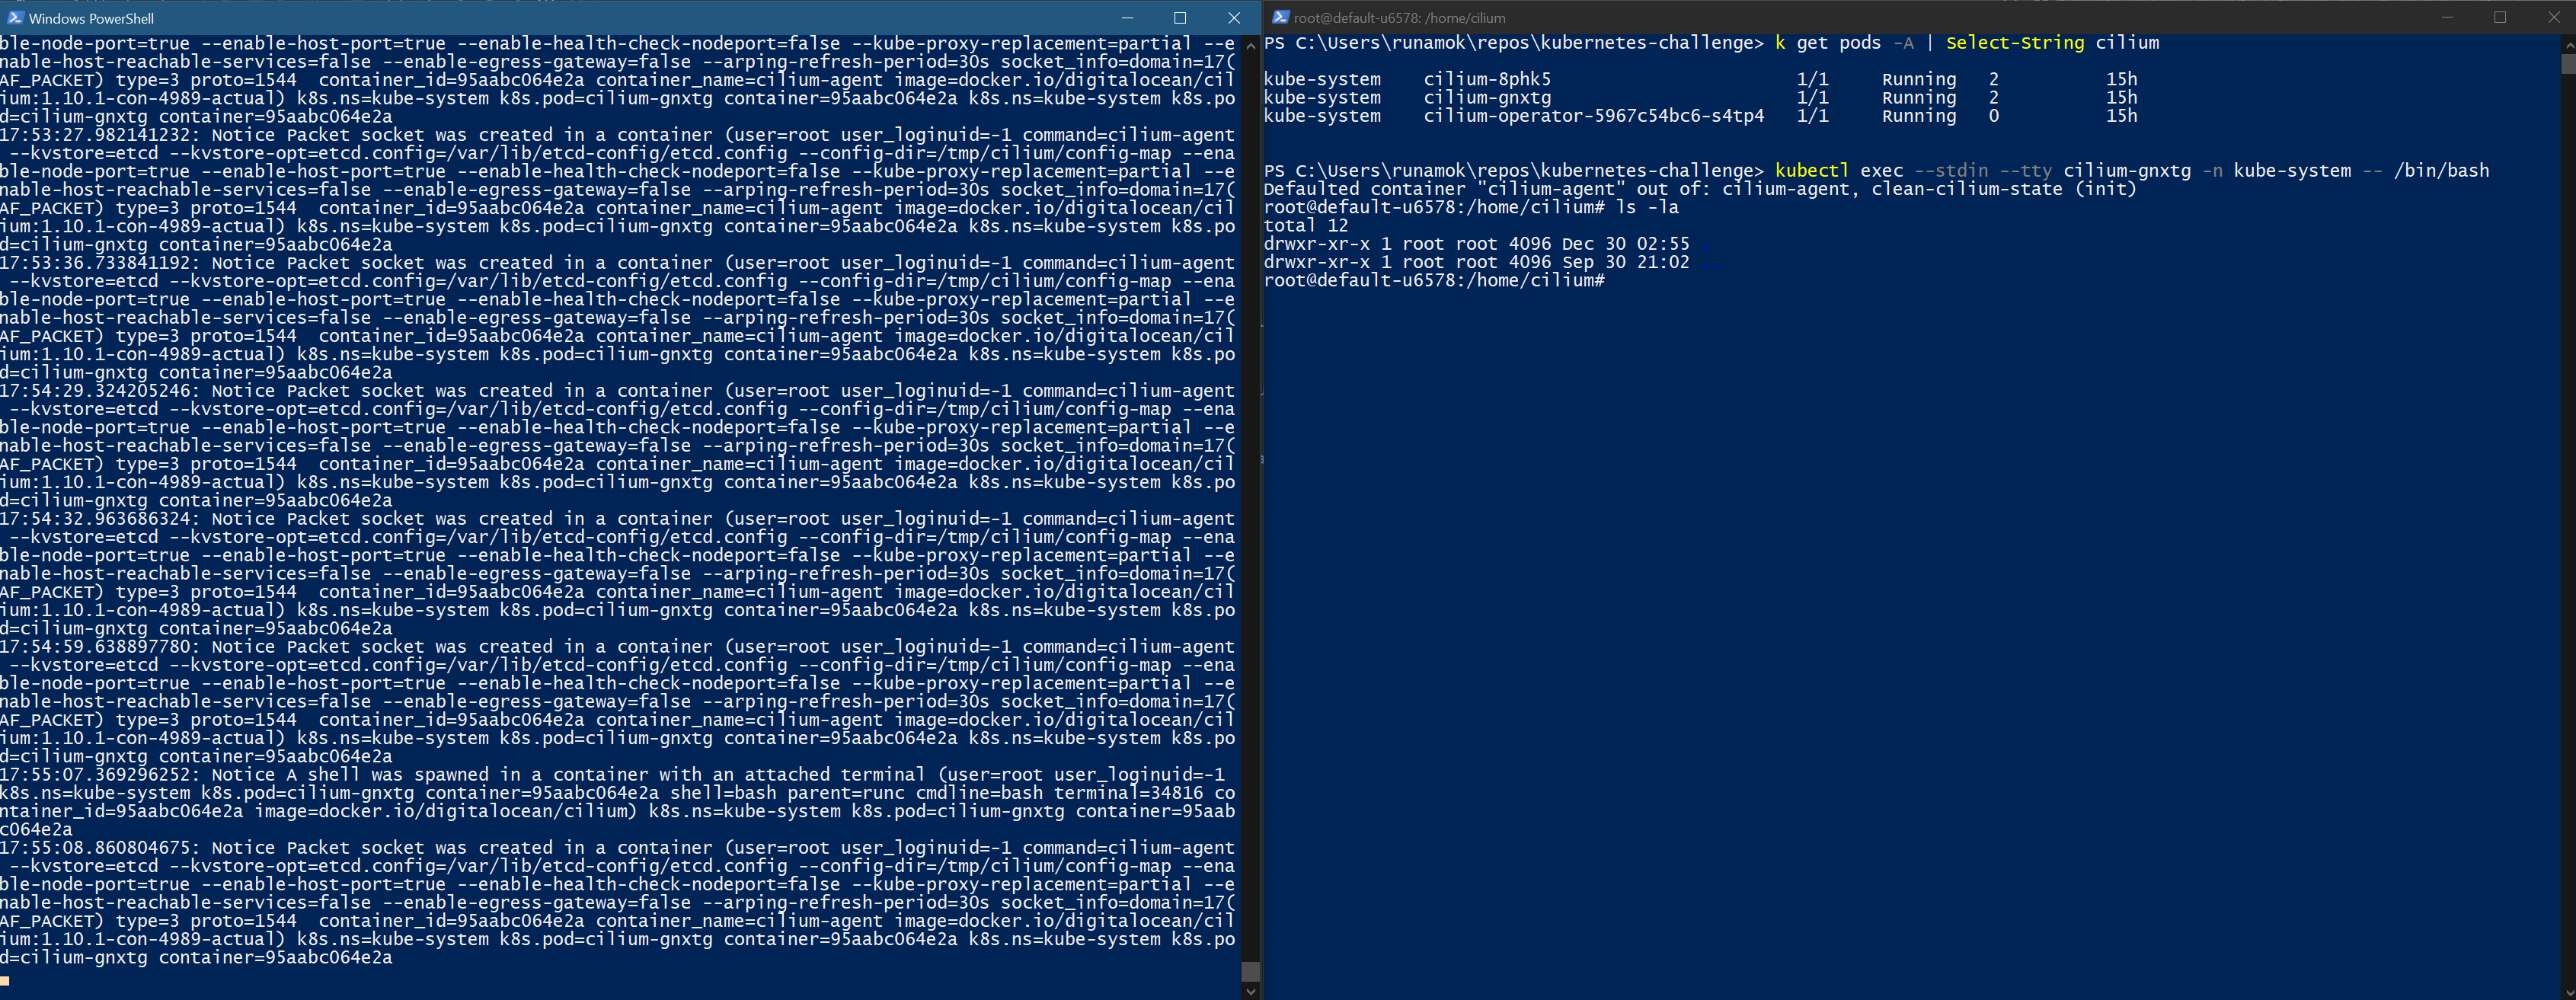 Windows PowerShell
ble-node-port=true --enable-host-port=true --enable-health-check-nodeport=false --kube-proxy-replacement=partial --e
nable-host-reachable-services=false --enable-egress-gateway=false --arping-refresh-period=30s socket_info=domain=17(
AF_PACKET) type=3 proto=1544  container_id=95aabc064e2a container_name=cilium-agent image=docker.io/digitalocean/cil
ium:1.10.1-con-4989-actual) k8s.ns=kube-system k8s.pod=cilium-gnxtg container=95aabc064e2a k8s.ns=kube-system k8s.po
d=cilium-gnxtg container=95aabc064e2a
17:53:27.982141232: Notice Packet socket was created in a container (user=root user_loginuid=-1 command=cilium-agent
 --kvstore=etcd --kvstore-opt=etcd.config=/var/lib/etcd-config/etcd.config --config-dir=/tmp/cilium/config-map --ena
ble-node-port=true --enable-host-port=true --enable-health-check-nodeport=false --kube-proxy-replacement=partial --e
nable-host-reachable-services=false --enable-egress-gateway=false --arping-refresh-period=30s socket_info=domain=17(
AF_PACKET) type=3 proto=1544  container_id=95aabc064e2a container_name=cilium-agent image=docker.io/digitalocean/cil
ium:1.10.1-con-4989-actual) k8s.ns=kube-system k8s.pod=cilium-gnxtg container=95aabc064e2a k8s.ns=kube-system k8s.po
d=cilium-gnxtg container=95aabc064e2a
17:53:36.733841192: Notice Packet socket was created in a container (user=root user_loginuid=-1 command=cilium-agent
 --kvstore=etcd --kvstore-opt=etcd.config=/var/lib/etcd-config/etcd.config --config-dir=/tmp/cilium/config-map --ena
ble-node-port=true --enable-host-port=true --enable-health-check-nodeport=false --kube-proxy-replacement=partial --e
nable-host-reachable-services=false --enable-egress-gateway=false --arping-refresh-period=30s socket_info=domain=17(
AF_PACKET) type=3 proto=1544  container_id=95aabc064e2a container_name=cilium-agent image=docker.io/digitalocean/cil
ium:1.10.1-con-4989-actual) k8s.ns=kube-system k8s.pod=cilium-gnxtg container=95aabc064e2a k8s.ns=kube-system k8s.po
d=cilium-gnxtg container=95aabc064e2a
17:54:29.324205246: Notice Packet socket was created in a container (user=root user_loginuid=-1 command=cilium-agent
 --kvstore=etcd --kvstore-opt=etcd.config=/var/lib/etcd-config/etcd.config --config-dir=/tmp/cilium/config-map --ena
ble-node-port=true --enable-host-port=true --enable-health-check-nodeport=false --kube-proxy-replacement=partial --e
nable-host-reachable-services=false --enable-egress-gateway=false --arping-refresh-period=30s socket_info=domain=17(
AF_PACKET) type=3 proto=1544  container_id=95aabc064e2a container_name=cilium-agent image=docker.io/digitalocean/cil
ium:1.10.1-con-4989-actual) k8s.ns=kube-system k8s.pod=cilium-gnxtg container=95aabc064e2a k8s.ns=kube-system k8s.po
d=cilium-gnxtg container=95aabc064e2a
17:54:32.963686324: Notice Packet socket was created in a container (user=root user_loginuid=-1 command=cilium-agent
 --kvstore=etcd --kvstore-opt=etcd.config=/var/lib/etcd-config/etcd.config --config-dir=/tmp/cilium/config-map --ena
ble-node-port=true --enable-host-port=true --enable-health-check-nodeport=false --kube-proxy-replacement=partial --e
nable-host-reachable-services=false --enable-egress-gateway=false --arping-refresh-period=30s socket_info=domain=17(
AF_PACKET) type=3 proto=1544  container_id=95aabc064e2a container_name=cilium-agent image=docker.io/digitalocean/cil
ium:1.10.1-con-4989-actual) k8s.ns=kube-system k8s.pod=cilium-gnxtg container=95aabc064e2a k8s.ns=kube-system k8s.po
d=cilium-gnxtg container=95aabc064e2a
17:54:59.638897780: Notice Packet socket was created in a container (user=root user_loginuid=-1 command=cilium-agent
 --kvstore=etcd --kvstore-opt=etcd.config=/var/lib/etcd-config/etcd.config --config-dir=/tmp/cilium/config-map --ena
ble-node-port=true --enable-host-port=true --enable-health-check-nodeport=false --kube-proxy-replacement=partial --e
nable-host-reachable-services=false --enable-egress-gateway=false --arping-refresh-period=30s socket_info=domain=17(
AF_PACKET) type=3 proto=1544  container_id=95aabc064e2a container_name=cilium-agent image=docker.io/digitalocean/cil
ium:1.10.1-con-4989-actual) k8s.ns=kube-system k8s.pod=cilium-gnxtg container=95aabc064e2a k8s.ns=kube-system k8s.po
d=cilium-gnxtg container=95aabc064e2a
17:55:07.369296252: Notice A shell was spawned in a container with an attached terminal (user=root user_loginuid=-1
k8s.ns=kube-system k8s.pod=cilium-gnxtg container=95aabc064e2a shell=bash parent=runc cmdline=bash terminal=34816 co
ntainer_id=95aabc064e2a image=docker.io/digitalocean/cilium) k8s.ns=kube-system k8s.pod=cilium-gnxtg container=95aab
c064e2a
17:55:08.860804675: Notice Packet socket was created in a container (user=root user_loginuid=-1 command=cilium-agent
 --kvstore=etcd --kvstore-opt=etcd.config=/var/lib/etcd-config/etcd.config --config-dir=/tmp/cilium/config-map --ena
ble-node-port=true --enable-host-port=true --enable-health-check-nodeport=false --kube-proxy-replacement=partial --e
nable-host-reachable-services=false --enable-egress-gateway=false --arping-refresh-period=30s socket_info=domain=17(
AF_PACKET) type=3 proto=1544  container_id=95aabc064e2a container_name=cilium-agent image=docker.io/digitalocean/cil
ium:1.10.1-con-4989-actual) k8s.ns=kube-system k8s.pod=cilium-gnxtg container=95aabc064e2a k8s.ns=kube-system k8s.po
d=cilium-gnxtg container=95aabc064e2a
root@default-u6578: /home/cilium
PS C:\Users\runamok\repos\kubernetes-challenge> k get pods -A | Select-String cilium
kube-system    cilium-8phk5                       1/1     Running   2          15h
kube-system    cilium-gnxtg                       1/1     Running   2          15h
kube-system    cilium-operator-5967c54bc6-s4tp4   1/1     Running   0          15h
PS C:\Users\runamok\repos\kubernetes-challenge> kubectl exec --stdin --tty cilium-gnxtg -n kube-system -- /bin/bash
Defaulted container "cilium-agent" out of: cilium-agent, clean-cilium-state (init)
root@default-u6578:/home/cilium# ls -la
total 12
drwxr-xr-x 1 root root 4096 Dec 30 02:55 .
drwxr-xr-x 1 root root 4096 Sep 30 21:02 ..
root@default-u6578:/home/cilium#